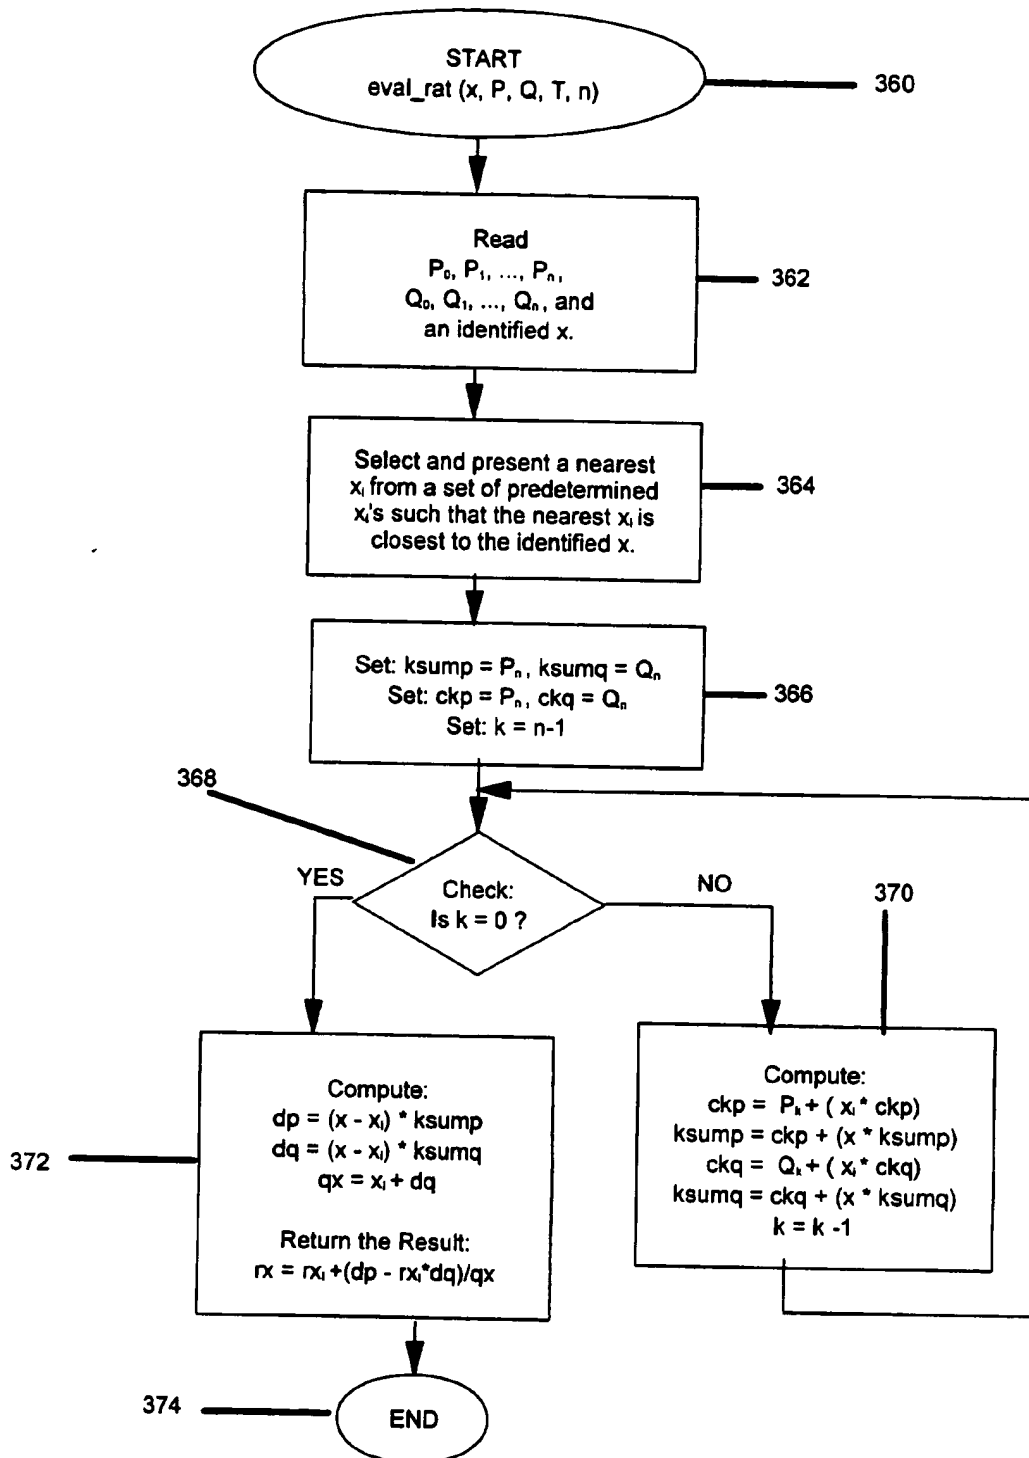 START
eval_rat (x, P, Q, T, n)
360
Read
P₀, P₁, ..., Pₙ,
Q₀, Q₁, ..., Qₙ, and
an identified x.
362
Select and present a nearest
xᵢ from a set of predetermined
xᵢ's such that the nearest xᵢ is
closest to the identified x.
364
Set: ksump = Pₙ, ksumq = Qₙ
Set: ckp = Pₙ, ckq = Qₙ
Set: k = n-1
366
368
YES
Check:
Is k = 0 ?
NO
370
Compute:
dp = (x - xᵢ) * ksump
dq = (x - xᵢ) * ksumq
qx = xᵢ + dq
Return the Result:
rx = rxᵢ +(dp - rxᵢ*dq)/qx
372
Compute:
ckp = Pₖ + ( xᵢ * ckp)
ksump = ckp + (x * ksump)
ckq = Qₖ + ( xᵢ * ckq)
ksumq = ckq + (x * ksumq)
k = k -1
374
END